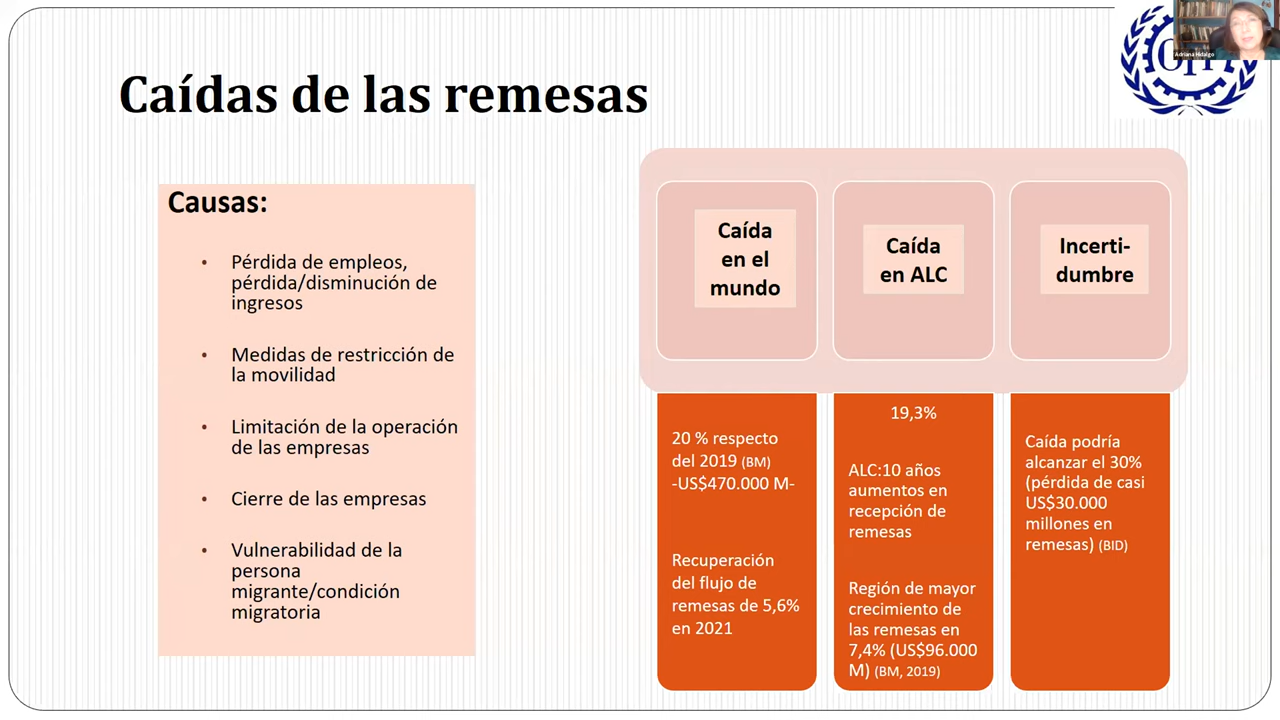 Caídas de las remesas
Adriana Hidalgo
Causas:
• Pérdida de empleos,
pérdida/disminución de
ingresos
• Medidas de restricción de
la movilidad
• Limitación de la operación
de las empresas
• Cierre de las empresas
• Vulnerabilidad de la
persona
migrante/condición
migratoria
Caída
en el
mundo
20 % respecto
del 2019 (BM)
-US$470.000 M-
Recuperación
del flujo de
remesas de 5,6%
en 2021
Caída
en ALC
19,3%
ALC:10 años
aumentos en
recepción de
remesas
Región de mayor
crecimiento de
las remesas en
7,4% (US$96.000
M) (BM, 2019)
Incerti-
dumbre
Caída podría
alcanzar el 30%
(pérdida de casi
US$30.000
millones en
remesas) (BID)